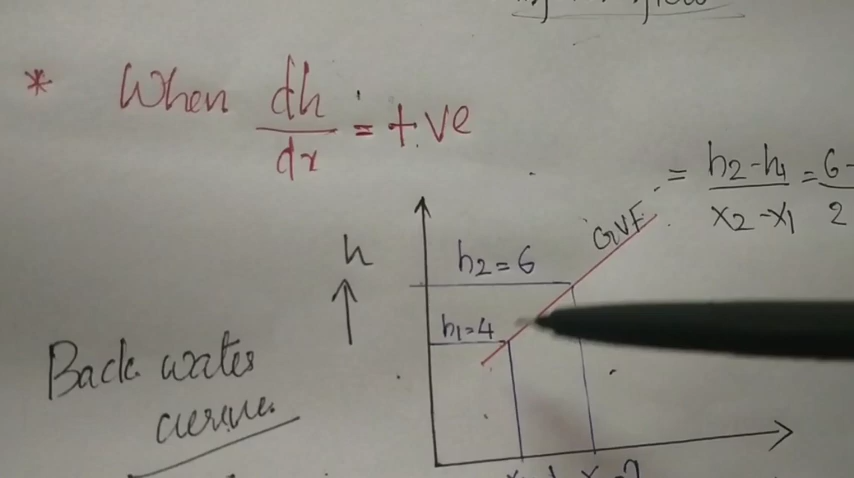 * When dh/dx = +ve
= h2-h1/x2-x1 = 6-/2
GVF
h
h2=6
h1=4
Back water
curve